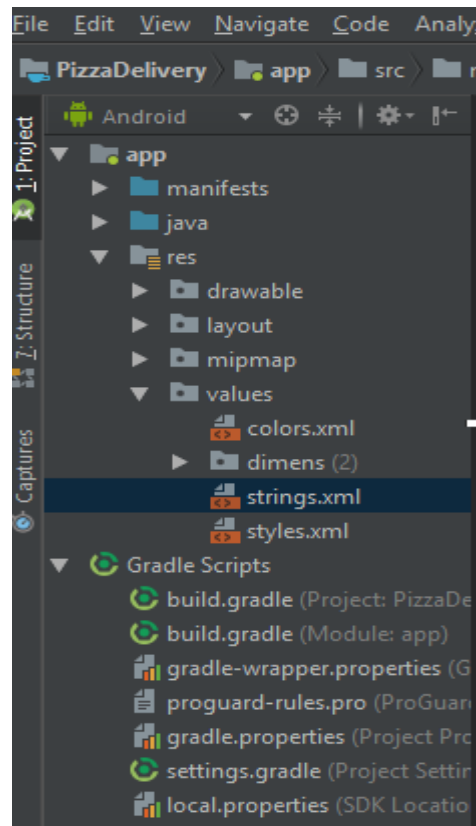 File Edit View Navigate Code Analy
PizzaDelivery app src
Android
1: Project
app
manifests
java
res
drawable
layout
mipmap
values
colors.xml
dimens (2)
strings.xml
styles.xml
7: Structure
Captures
Gradle Scripts
build.gradle (Project: PizzaDe
build.gradle (Module: app)
gradle-wrapper.properties (G
proguard-rules.pro (ProGuar
gradle.properties (Project Pro
settings.gradle (Project Settin
local.properties (SDK Locatio